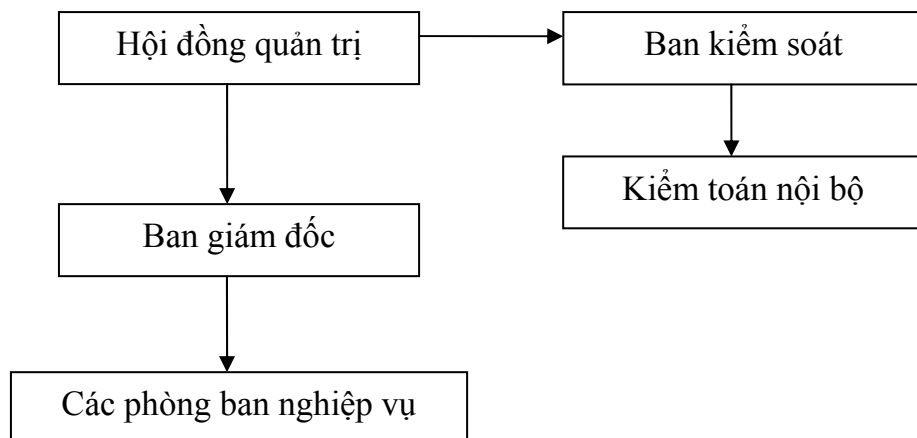 Hội đồng quản trị
Ban kiểm soát
Kiểm toán nội bộ
Ban giám đốc
Các phòng ban nghiệp vụ